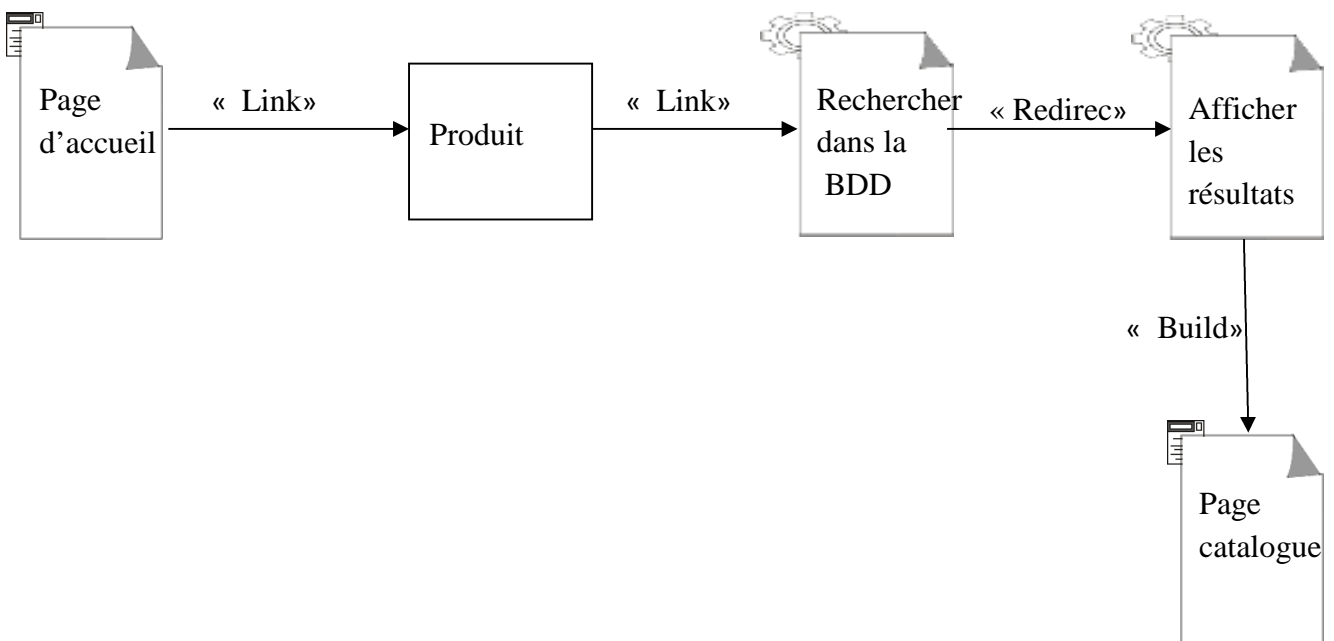 Page
d’accueil
« Link»
Produit
« Link»
Rechercher
dans la
BDD
« Redirec»
Afficher
les
résultats
« Build»
Page
catalogue